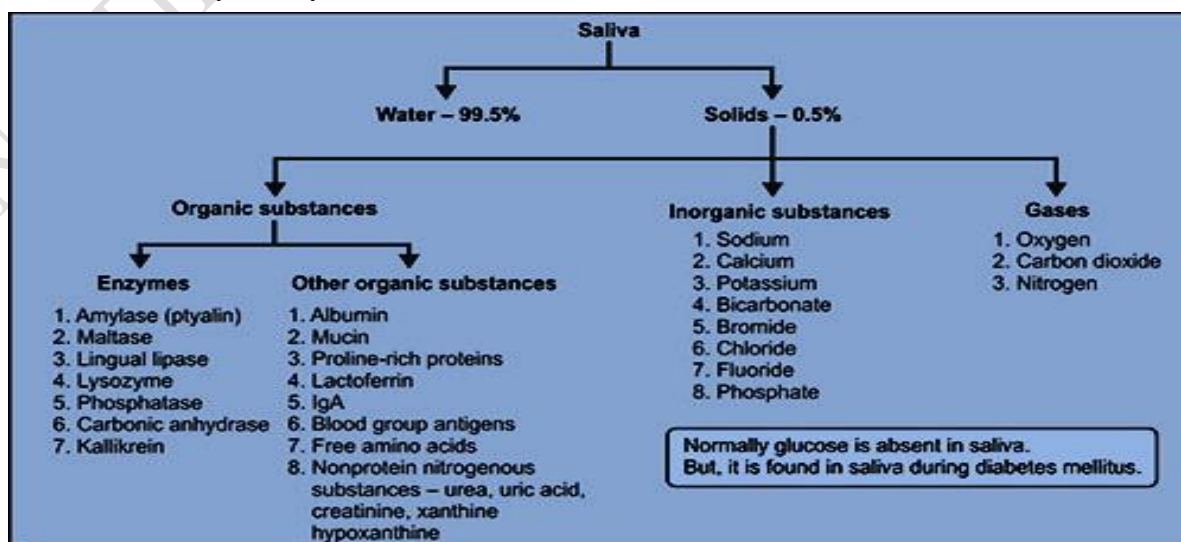 Saliva
Water – 99.5%
Solids – 0.5%
Organic substances
Enzymes
1. Amylase (ptyalin)
2. Maltase
3. Lingual lipase
4. Lysozyme
5. Phosphatase
6. Carbonic anhydrase
7. Kallikrein
Other organic substances
1. Albumin
2. Mucin
3. Proline-rich proteins
4. Lactoferrin
5. IgA
6. Blood group antigens
7. Free amino acids
8. Nonprotein nitrogenous
substances – urea, uric acid,
creatinine, xanthine
hypoxanthine
Inorganic substances
1. Sodium
2. Calcium
3. Potassium
4. Bicarbonate
5. Bromide
6. Chloride
7. Fluoride
8. Phosphate
Gases
1. Oxygen
2. Carbon dioxide
3. Nitrogen
Normally glucose is absent in saliva.
But, it is found in saliva during diabetes mellitus.